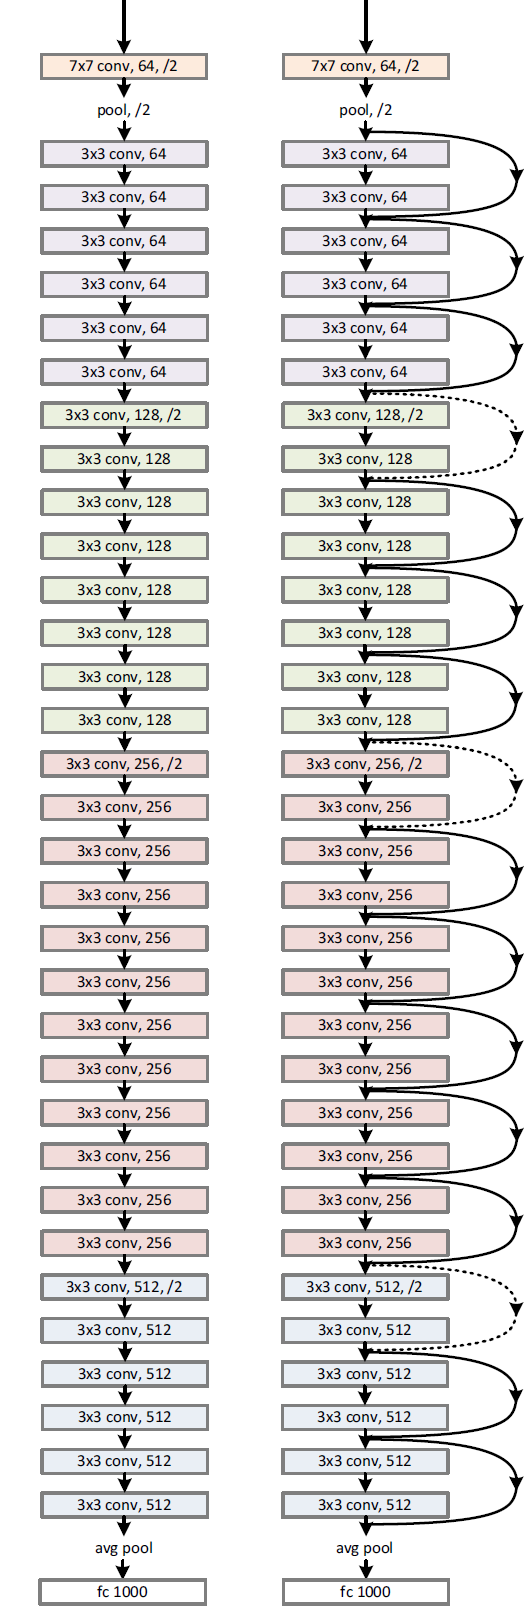 7x7 conv, 64, /2
pool, /2
3x3 conv, 64
3x3 conv, 64
3x3 conv, 64
3x3 conv, 64
3x3 conv, 64
3x3 conv, 64
3x3 conv, 128, /2
3x3 conv, 128
3x3 conv, 128
3x3 conv, 128
3x3 conv, 128
3x3 conv, 128
3x3 conv, 128
3x3 conv, 128
3x3 conv, 256, /2
3x3 conv, 256
3x3 conv, 256
3x3 conv, 256
3x3 conv, 256
3x3 conv, 256
3x3 conv, 256
3x3 conv, 256
3x3 conv, 256
3x3 conv, 256
3x3 conv, 256
3x3 conv, 256
3x3 conv, 512, /2
3x3 conv, 512
3x3 conv, 512
3x3 conv, 512
3x3 conv, 512
3x3 conv, 512
avg pool
fc 1000
7x7 conv, 64, /2
pool, /2
3x3 conv, 64
3x3 conv, 64
3x3 conv, 64
3x3 conv, 64
3x3 conv, 64
3x3 conv, 64
3x3 conv, 128, /2
3x3 conv, 128
3x3 conv, 128
3x3 conv, 128
3x3 conv, 128
3x3 conv, 128
3x3 conv, 128
3x3 conv, 128
3x3 conv, 256, /2
3x3 conv, 256
3x3 conv, 256
3x3 conv, 256
3x3 conv, 256
3x3 conv, 256
3x3 conv, 256
3x3 conv, 256
3x3 conv, 256
3x3 conv, 256
3x3 conv, 256
3x3 conv, 256
3x3 conv, 512, /2
3x3 conv, 512
3x3 conv, 512
3x3 conv, 512
3x3 conv, 512
3x3 conv, 512
avg pool
fc 1000